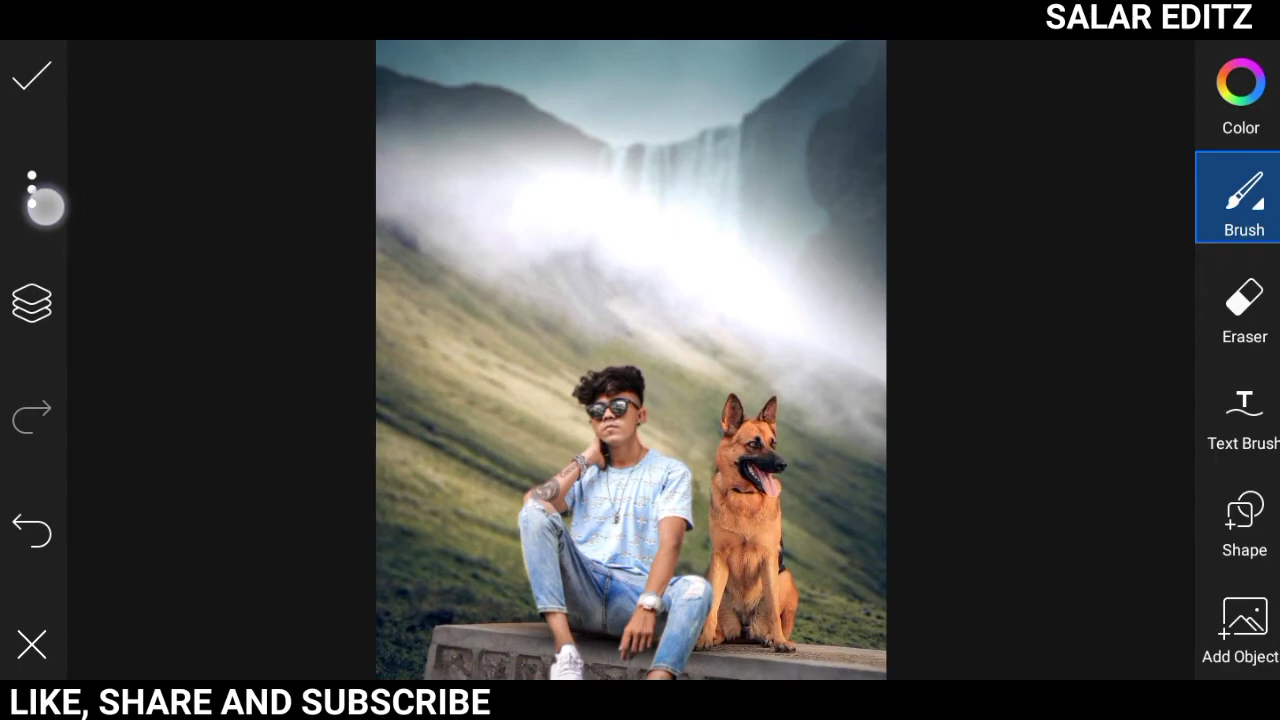 SALAR EDITZ
Color
Brush
Eraser
Text Brush
Shape
Add Object
LIKE, SHARE AND SUBSCRIBE